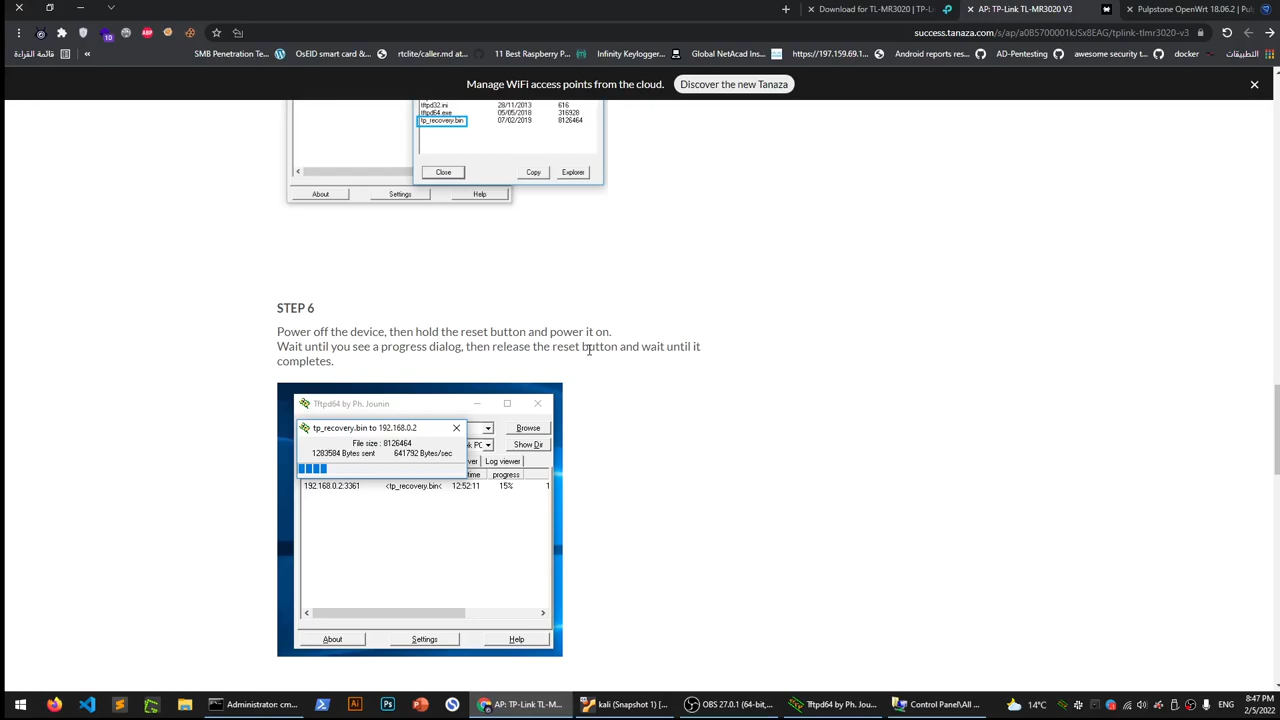 Download for TL-MR3020 | 
AP: TP-Link TL-MR3020 V3
Pulpstone OpenWrt 18.06.2 | Pulp
10
ABP
success.tanaza.com/s/ap/a0B5700001kJSx8EAG/tplink-tlmr3020-v3
قائمة القراءة
»
SMB Penetration Te...
OsEID smart card &...
rtclite/caller.md at...
11 Best Raspberry P...
Infinity Keylogger...
Global NetAcad Ins...
https://197.159.69.1...
Android reports res...
AD-Pentesting
awesome security t...
التطبيقات
Manage WiFi access points from the cloud.
Discover the new Tanaza
tftpd32.ini 28/11/2013 616
tftpd64.exe 05/05/2018 316928
tp_recovery.bin 07/02/2019 8126464
Close
Copy
Explorer
About
Settings
Help
STEP 6
Power off the device, then hold the reset button and power it on.
Wait until you see a progress dialog, then release the reset button and wait until it
completes.
Tftpd64 by Ph. Jounin
tp_recovery.bin to 192.168.0.2
Browse
File size : 8126464
Show Dir
1283584 Bytes sent 641792 Bytes/sec
Log viewer
progress
192.168.0.2:3361 <tp_recovery.bin< 12:52:11 15% 1
About
Settings
Help
Administrator: cm...
AP: TP-Link TL-M...
kali (Snapshot 1) [...
OBS 27.0.1 (64-bit,...
Tftpd64 by Ph. Jou...
Control Panel\All ...
14°C
ENG
8:47 PM
2/5/2022